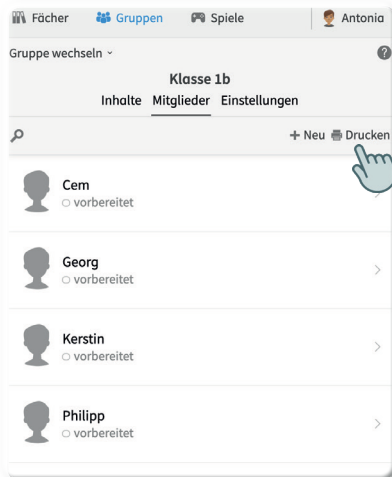 Fächer Gruppen Spiele Antonia
Gruppe wechseln ?
Klasse 1b
Inhalte Mitglieder Einstellungen
+ Neu Drucken
Cem
vorbereitet
Georg
vorbereitet
Kerstin
vorbereitet
Philipp
vorbereitet